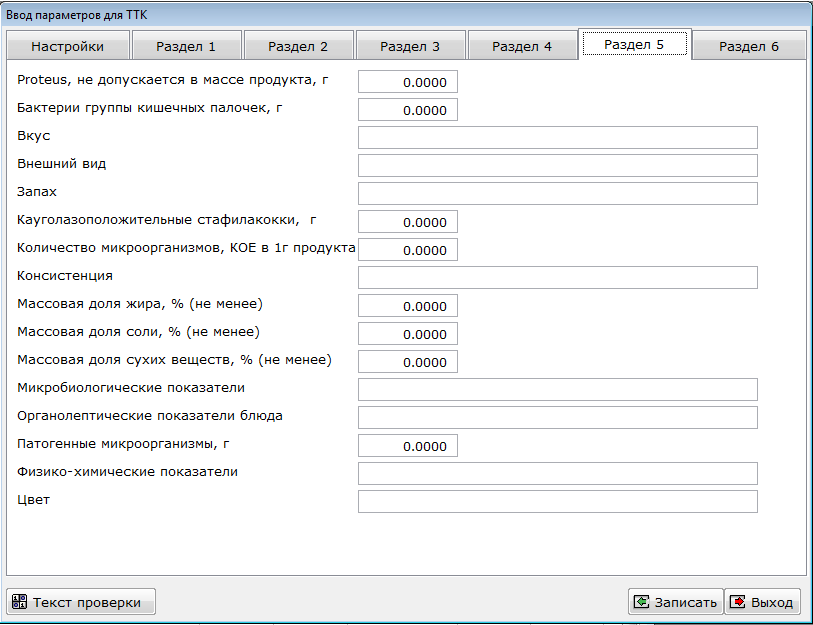 Ввод параметров для ТТК
Настройки Раздел 1 Раздел 2 Раздел 3 Раздел 4 Раздел 5 Раздел 6
Proteus, не допускается в массе продукта, г 0.0000
Бактерии группы кишечных палочек, г 0.0000
Вкус
Внешний вид
Запах
Кауголазоположительные стафилакокки, г 0.0000
Количество микроорганизмов, КОЕ в 1г продукта 0.0000
Консистенция
Массовая доля жира, % (не менее) 0.0000
Массовая доля соли, % (не менее) 0.0000
Массовая доля сухих веществ, % (не менее) 0.0000
Микробиологические показатели
Органолептические показатели блюда
Патогенные микроорганизмы, г 0.0000
Физико-химические показатели
Цвет
Текст проверки Записать Выход